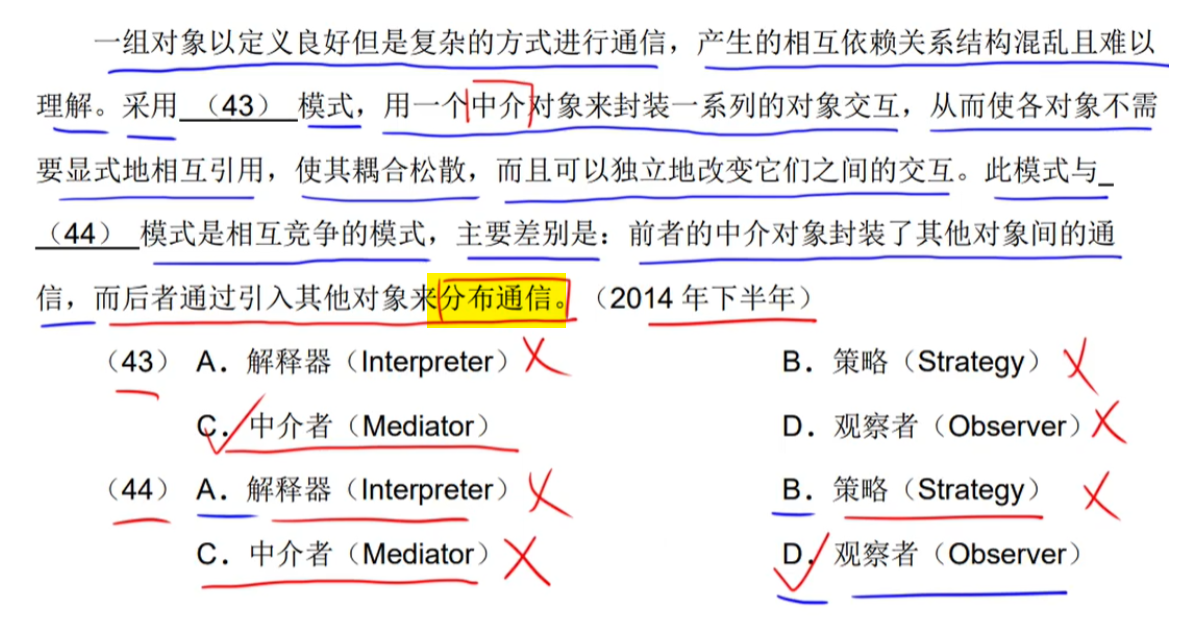 一组对象以定义良好但是复杂的方式进行通信，产生的相互依赖关系结构混乱且难以
理解。采用 （43） 模式，用一个中介对象来封装一系列的对象交互，从而使各对象不需
要显式地相互引用，使其耦合松散，而且可以独立地改变它们之间的交互。此模式与
（44） 模式是相互竞争的模式，主要差别是：前者的中介对象封装了其他对象间的通
信，而后者通过引入其他对象来分布通信。（2014 年下半年）
（43） A．解释器（Interpreter） B．策略（Strategy）
C．中介者（Mediator） D．观察者（Observer）
（44） A．解释器（Interpreter） B．策略（Strategy）
C．中介者（Mediator） D．观察者（Observer）